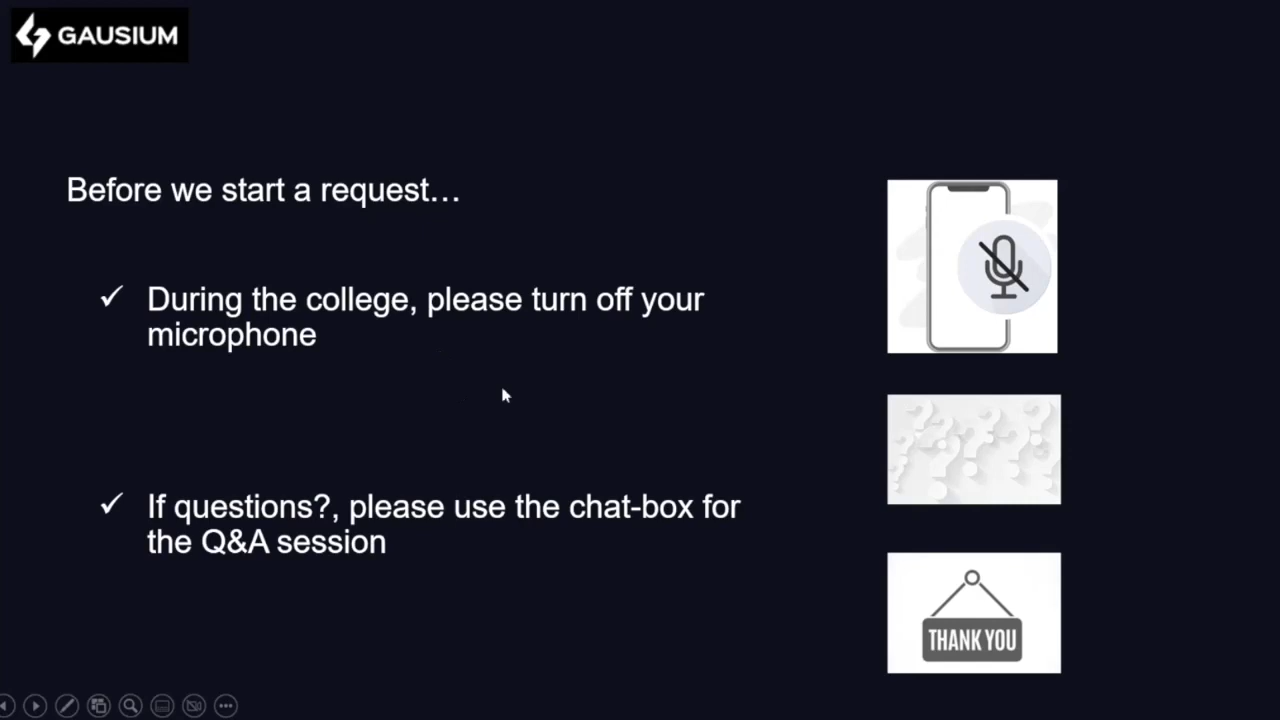 GAUSIUM
Before we start a request…
✓ During the college, please turn off your
microphone
✓ If questions?, please use the chat-box for
the Q&A session
THANK YOU